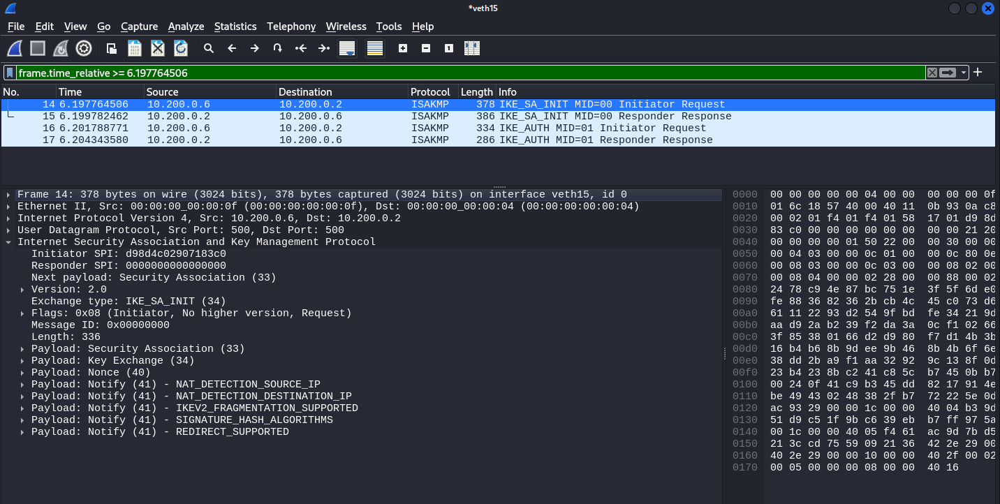 *veth15
File Edit View Go Capture Analyze Statistics Telephony Wireless Tools Help
frame.time_relative >= 6.197764506
No. Time Source Destination Protocol Length Info
14 6.197764506 10.200.0.6 10.200.0.2 ISAKMP 378 IKE_SA_INIT MID=00 Initiator Request
15 6.199782462 10.200.0.2 10.200.0.6 ISAKMP 386 IKE_SA_INIT MID=00 Responder Response
16 6.201788771 10.200.0.6 10.200.0.2 ISAKMP 334 IKE_AUTH MID=01 Initiator Request
17 6.204343580 10.200.0.2 10.200.0.6 ISAKMP 286 IKE_AUTH MID=01 Responder Response
Frame 14: 378 bytes on wire (3024 bits), 378 bytes captured (3024 bits) on interface veth15, id 0
Ethernet II, Src: 00:00:00_00:00:0f (00:00:00:00:00:0f), Dst: 00:00:00_00:00:04 (00:00:00:00:00:04)
Internet Protocol Version 4, Src: 10.200.0.6, Dst: 10.200.0.2
User Datagram Protocol, Src Port: 500, Dst Port: 500
Internet Security Association and Key Management Protocol
Initiator SPI: d98d4c02907183c0
Responder SPI: 0000000000000000
Next payload: Security Association (33)
Version: 2.0
Exchange type: IKE_SA_INIT (34)
Flags: 0x08 (Initiator, No higher version, Request)
Message ID: 0x00000000
Length: 336
Payload: Security Association (33)
Payload: Key Exchange (34)
Payload: Nonce (40)
Payload: Notify (41) - NAT_DETECTION_SOURCE_IP
Payload: Notify (41) - NAT_DETECTION_DESTINATION_IP
Payload: Notify (41) - IKEV2_FRAGMENTATION_SUPPORTED
Payload: Notify (41) - SIGNATURE_HASH_ALGORITHMS
Payload: Notify (41) - REDIRECT_SUPPORTED
0000 00 00 00 00 00 04 00 00 00 00 00 0f
0010 01 6c 18 57 40 00 40 11 0b 93 0a c8
0020 00 02 01 f4 01 f4 01 58 17 01 d9 8d
0030 83 c0 00 00 00 00 00 00 00 00 21 20
0040 00 00 00 00 01 50 22 00 00 30 00 00
0050 00 04 03 00 00 0c 01 00 00 0c 80 0e
0060 00 08 03 00 00 0c 03 00 00 08 02 00
0070 00 08 04 00 00 02 28 00 00 88 00 02
0080 24 78 c9 4e 87 bc 75 1e 3f 5f 6d e0
0090 fe 88 36 82 36 2b cb 4c 45 c0 73 d6
00a0 61 11 22 93 d2 54 9f bd fe 34 21 9d
00b0 aa d9 2a b2 39 f2 da 3a 0c f1 02 66
00c0 3f 85 38 01 66 d2 d9 80 f7 d1 4b 3b
00d0 16 b4 b6 8b 9d ee 9b 46 8b 4b 6f 6e
00e0 38 dd 2b a9 f1 aa 32 92 9c 13 8f 0d
00f0 23 b4 23 8b c2 41 c8 5c b7 45 0b b7
0100 00 24 0f 41 c9 b3 45 dd 82 17 91 4e
0110 be 49 43 02 48 38 2f b7 72 22 5e 0d
0120 ac 93 29 00 00 1c 00 00 40 04 b3 9d
0130 51 d9 c5 1f 9b c6 39 eb b7 ff 97 5a
0140 00 1c 00 00 40 05 f4 61 ac 9d 7b d5
0150 21 3c cd 75 59 09 21 36 42 2e 29 00
0160 40 2e 29 00 00 10 00 00 40 2f 00 02
0170 00 05 00 00 00 08 00 00 40 16